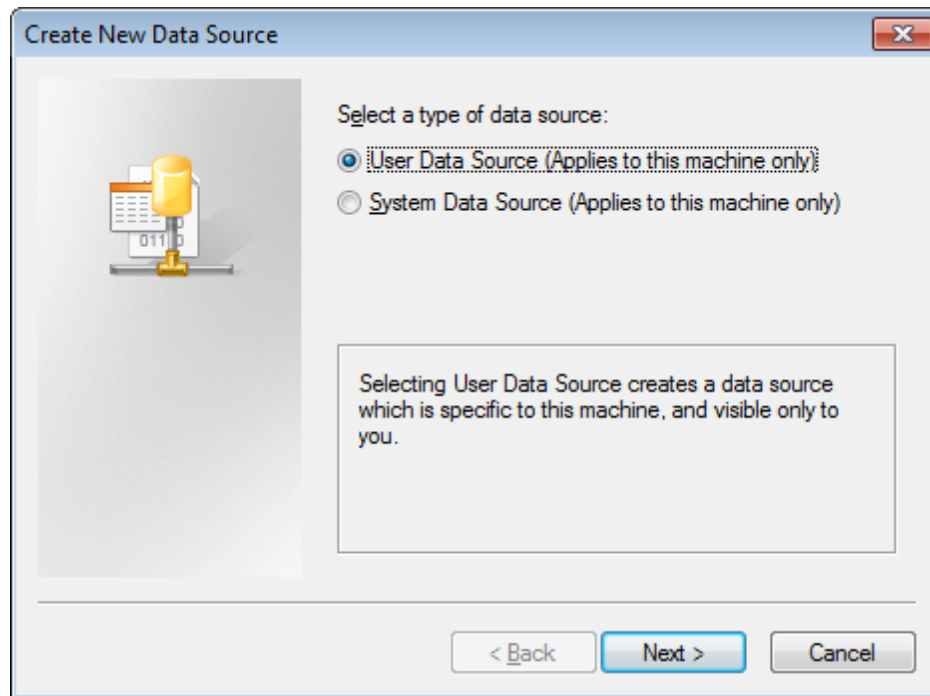 Create New Data Source
Select a type of data source:
User Data Source (Applies to this machine only)
System Data Source (Applies to this machine only)
011
Selecting User Data Source creates a data source
which is specific to this machine, and visible only to
you.
< Back
Next >
Cancel